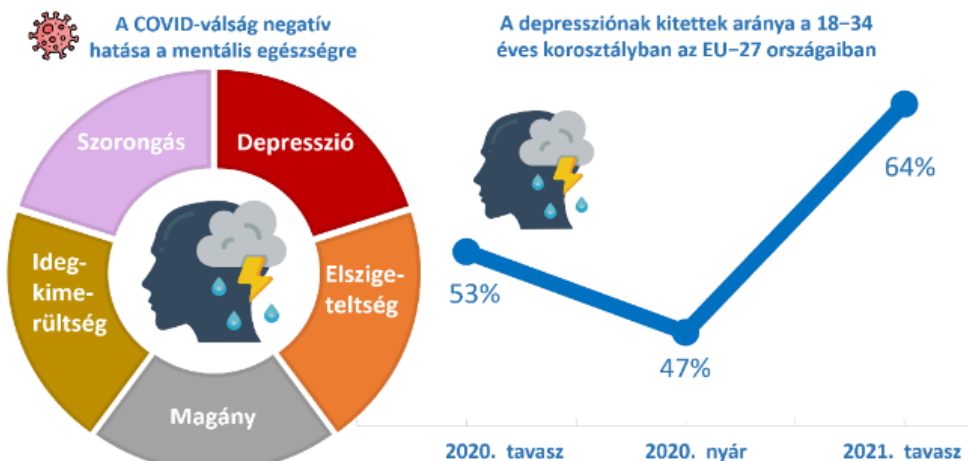 A COVID-válság negatív
hatása a mentális egészségre
Szorongás
Depresszió
Ideg-
kime-
rültség
Elszige-
teltség
Magány
A depressziónak kitettek aránya a 18–34
éves korosztályban az EU–27 országaiban
53%
47%
64%
2020. tavasz
2020. nyár
2021. tavasz